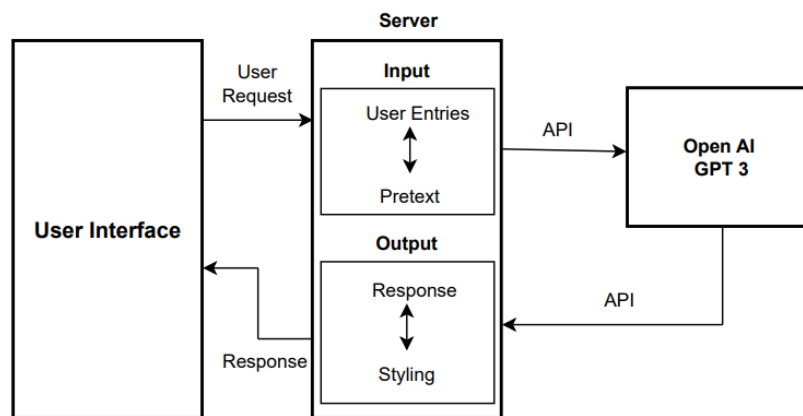 Server
User
Request
Input
User Entries
Pretext
API
Open AI
GPT 3
User Interface
Output
Response
Styling
API
Response